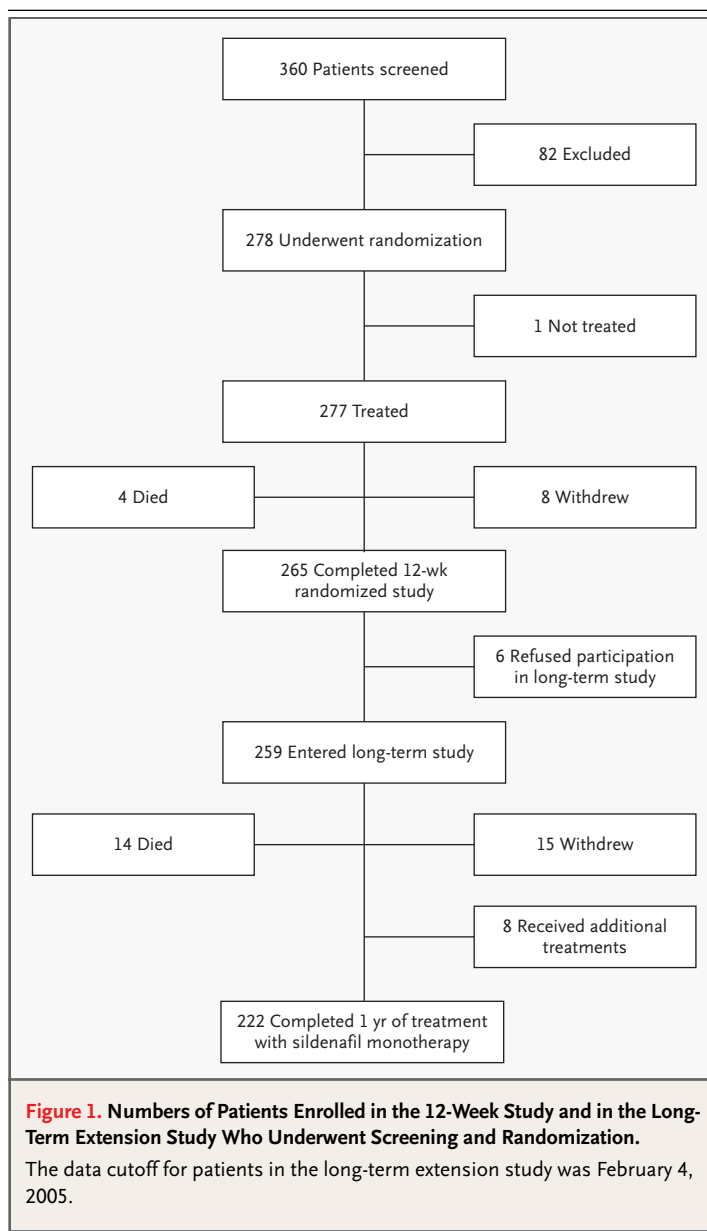 360 Patients screened
82 Excluded
278 Underwent randomization
1 Not treated
277 Treated
4 Died
8 Withdrew
265 Completed 12-wk
randomized study
6 Refused participation
in long-term study
259 Entered long-term study
14 Died
15 Withdrew
8 Received additional
treatments
222 Completed 1 yr of treatment
with sildenafil monotherapy
Figure 1. Numbers of Patients Enrolled in the 12-Week Study and in the Long-
Term Extension Study Who Underwent Screening and Randomization.
The data cutoff for patients in the long-term extension study was February 4,
2005.